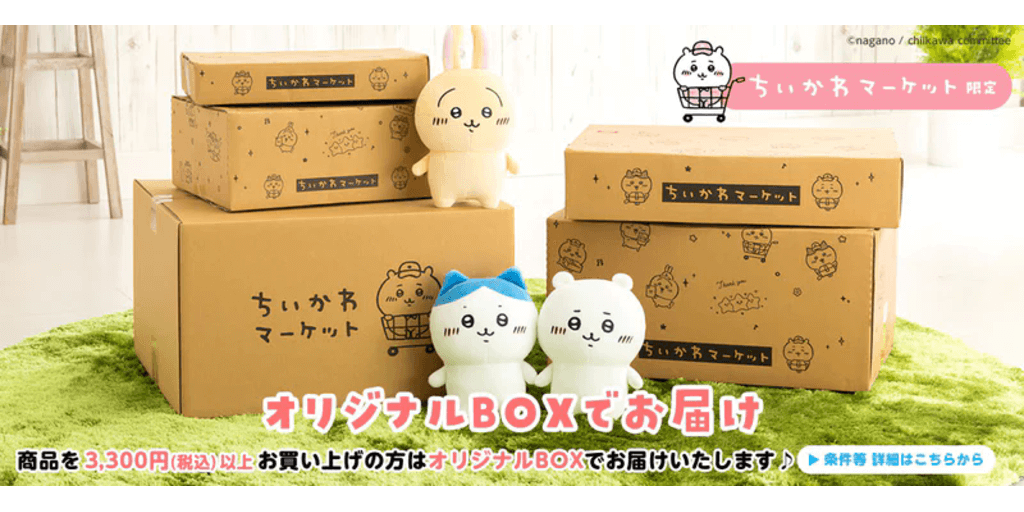 ©nagano / chiikawa committee
ちいかわマーケット 限定
ちいかわマーケット
Thank you
ちいかわマーケット
ちいかわマーケット
Thank you
ちいかわマーケット
ちいかわ
マーケット
オリジナルBOXでお届け
商品を3,300円(税込)以上お買い上げの方はオリジナルBOXでお届けいたします♪
▶ 条件等 詳細はこちらから